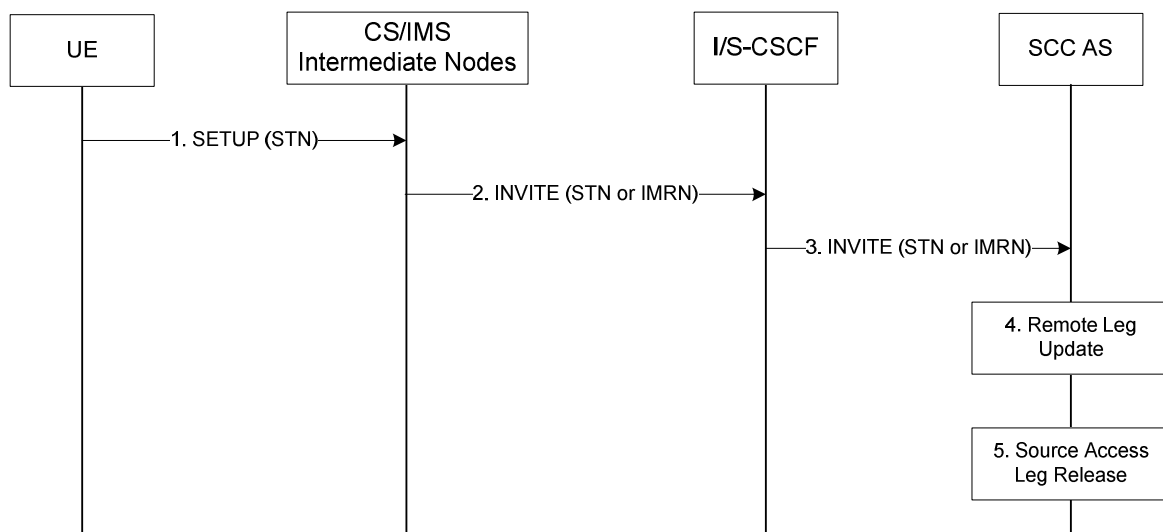 UE
CS/IMS
Intermediate Nodes
I/S-CSCF
SCC AS
1. SETUP (STN)
2. INVITE (STN or IMRN)
3. INVITE (STN or IMRN)
4. Remote Leg
Update
5. Source Access
Leg Release